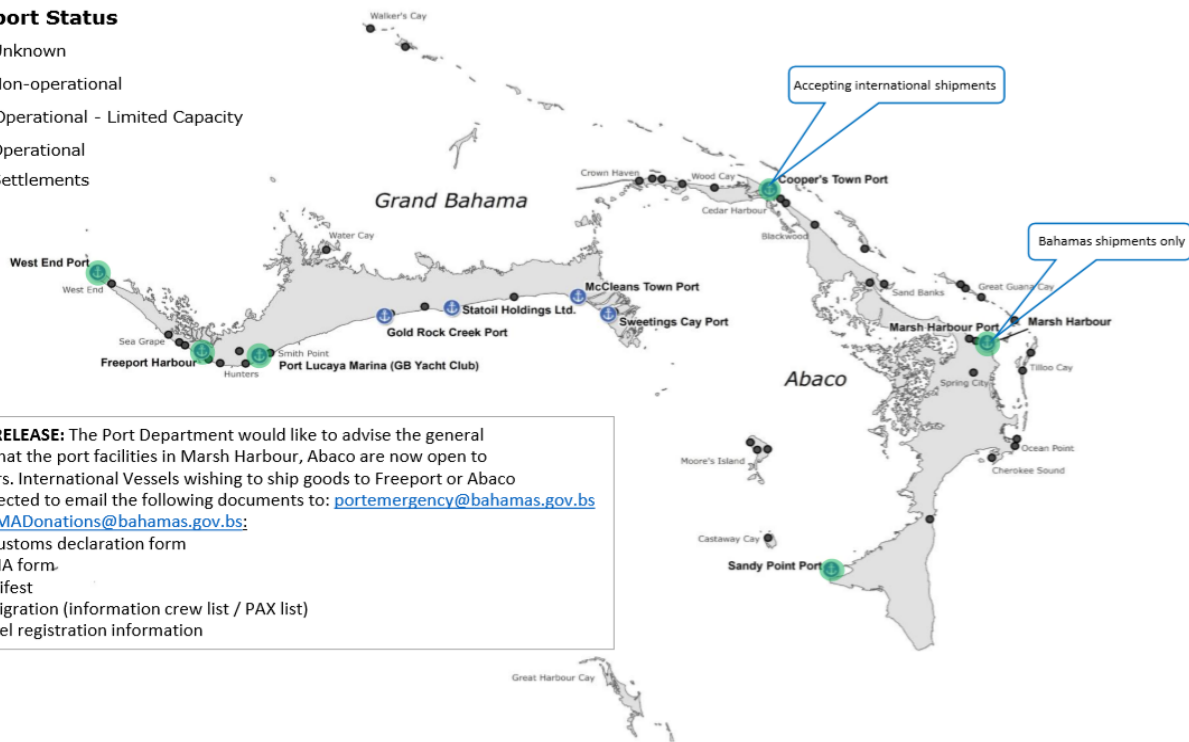 port Status
Unknown
Non-operational
Operational - Limited Capacity
Operational
Settlements
Walker's Cay
Accepting international shipments
Crown Haven
Wood Cay
Cooper's Town Port
Cedar Harbour
Blackwood
Grand Bahama
Water Cay
Bahamas shipments only
West End Port
West End
McCleans Town Port
Statoil Holdings Ltd.
Gold Rock Creek Port
Sweetings Cay Port
Sand Banks
Great Guana Cay
Marsh Harbour Port
Marsh Harbour
Sea Grape
Freeport Harbour
Hunters
Smith Point
Port Lucaya Marina (GB Yacht Club)
Abaco
Spring City
Tilloo Cay
RELEASE: The Port Department would like to advise the general
hat the port facilities in Marsh Harbour, Abaco are now open to
rs. International Vessels wishing to ship goods to Freeport or Abaco
ected to email the following documents to: portemergency@bahamas.gov.bs
MADonations@bahamas.gov.bs:
ustoms declaration form
IA form
ifest
igration (information crew list / PAX list)
el registration information
Moore's Island
Ocean Point
Cherokee Sound
Castaway Cay
Sandy Point Port
Great Harbour Cay